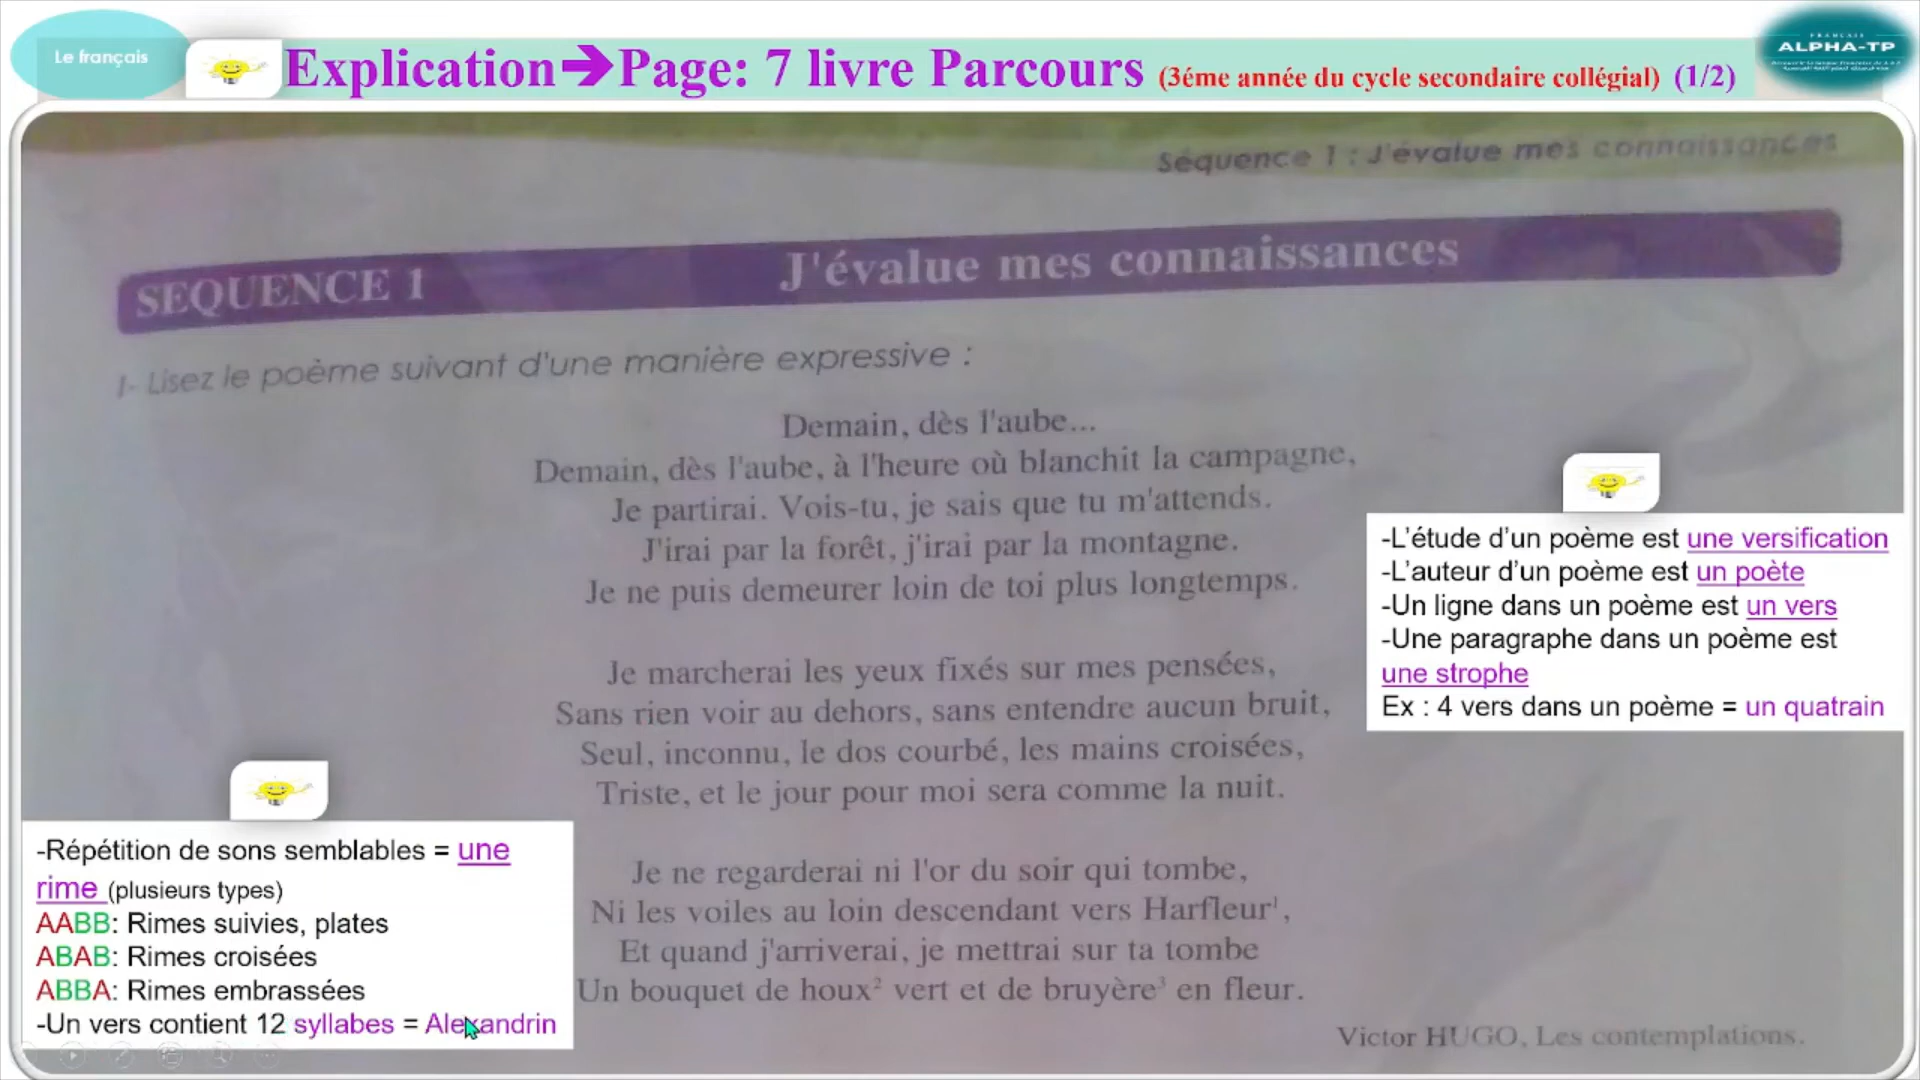 Le français
Explication➔Page: 7 livre Parcours (3éme année du cycle secondaire collégial) (1/2)
FRANCAIS
ALPHA-TP
Séquence 1 : J'évalue mes connaissances
SEQUENCE 1 J'évalue mes connaissances
I- Lisez le poème suivant d'une manière expressive :
Demain, dès l'aube...
Demain, dès l'aube, à l'heure où blanchit la campagne,
Je partirai. Vois-tu, je sais que tu m'attends.
J'irai par la forêt, j'irai par la montagne.
Je ne puis demeurer loin de toi plus longtemps.
Je marcherai les yeux fixés sur mes pensées,
Sans rien voir au dehors, sans entendre aucun bruit,
Seul, inconnu, le dos courbé, les mains croisées,
Triste, et le jour pour moi sera comme la nuit.
Je ne regarderai ni l'or du soir qui tombe,
Ni les voiles au loin descendant vers Harfleur¹,
Et quand j'arriverai, je mettrai sur ta tombe
Un bouquet de houx² vert et de bruyère³ en fleur.
Victor HUGO, Les contemplations.
-L’étude d’un poème est une versification
-L’auteur d’un poème est un poète
-Un ligne dans un poème est un vers
-Une paragraphe dans un poème est
une strophe
Ex : 4 vers dans un poème = un quatrain
-Répétition de sons semblables = une
rime (plusieurs types)
AABB: Rimes suivies, plates
ABAB: Rimes croisées
ABBA: Rimes embrassées
-Un vers contient 12 syllabes = Alexandrin